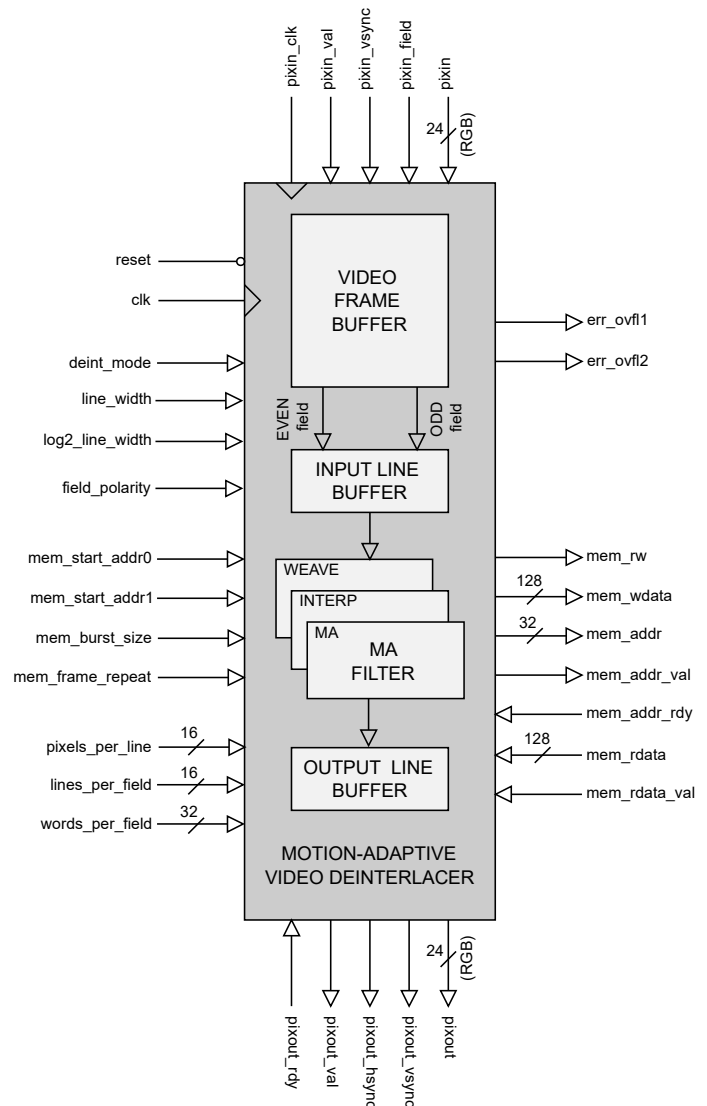 pixin_clk
pixin_val
pixin_vsync
pixin_field
pixin
24
(RGB)
reset
clk
deint_mode
line_width
log2_line_width
field_polarity
mem_start_addr0
mem_start_addr1
mem_burst_size
mem_frame_repeat
pixels_per_line
16
lines_per_field
16
words_per_field
32
VIDEO
FRAME
BUFFER
EVEN
field
ODD
field
INPUT LINE
BUFFER
WEAVE
INTERP
MA
MA
FILTER
OUTPUT LINE
BUFFER
MOTION-ADAPTIVE
VIDEO DEINTERLACER
err_ovfl1
err_ovfl2
mem_rw
128
mem_wdata
32
mem_addr
mem_addr_val
mem_addr_rdy
128
mem_rdata
mem_rdata_val
24
(RGB)
pixout_rdy
pixout_val
pixout_hsync
pixout_vsync
pixout